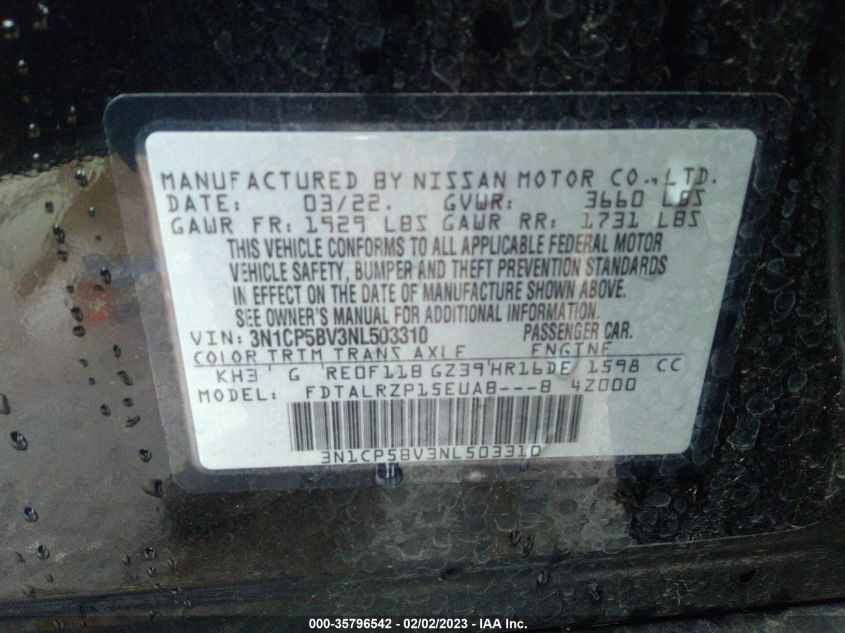 MANUFACTURED BY NISSAN MOTOR CO., LTD.
DATE: 03/22. GVWR: 3660 LBS
GAWR FR: 1929 LBS GAWR RR: 1731 LBS
THIS VEHICLE CONFORMS TO ALL APPLICABLE FEDERAL MOTOR
VEHICLE SAFETY, BUMPER AND THEFT PREVENTION STANDARDS
IN EFFECT ON THE DATE OF MANUFACTURE SHOWN ABOVE.
SEE OWNER'S MANUAL FOR ADDITIONAL INFORMATION.
VIN: 3N1CP5BV3NL503310 PASSENGER CAR.
COLOR TRIM TRANS AXLE ENGINE
KH3 G RE0F11B GZ39 HR16DE 1598 CC
MODEL: FDTALRZP15EUAB---B 4Z000
3N1CP5BV3NL503310
000-35796542 / 02/02/2023 - IAA Inc.